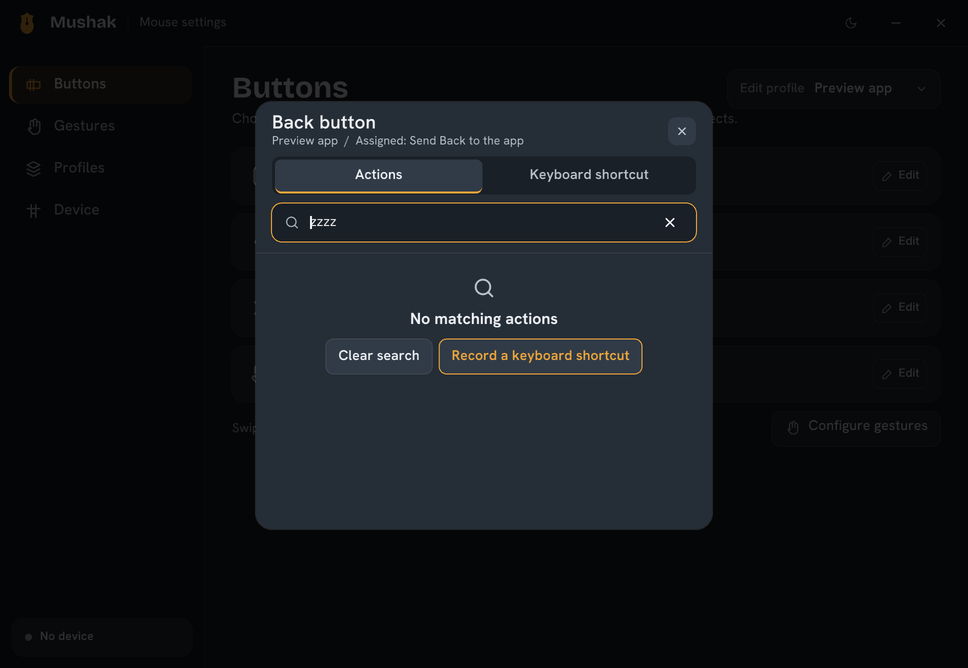 Mushak
Mouse settings
Buttons
Gestures
Profiles
Device
Buttons
Edit profile Preview app
Back button
Preview app / Assigned: Send Back to the app
Actions
Keyboard shortcut
zzzz
No matching actions
Clear search
Record a keyboard shortcut
Edit
Edit
Edit
Edit
Configure gestures
No device